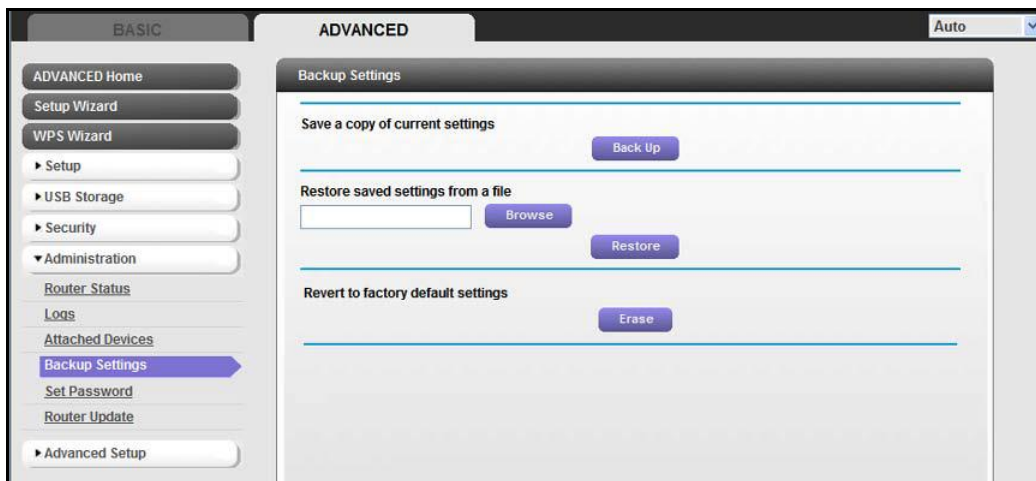 BASIC
ADVANCED
Auto
ADVANCED Home
Setup Wizard
WPS Wizard
Setup
USB Storage
Security
Administration
Router Status
Logs
Attached Devices
Backup Settings
Set Password
Router Update
Advanced Setup
Backup Settings
Save a copy of current settings
Back Up
Restore saved settings from a file
Browse
Restore
Revert to factory default settings
Erase